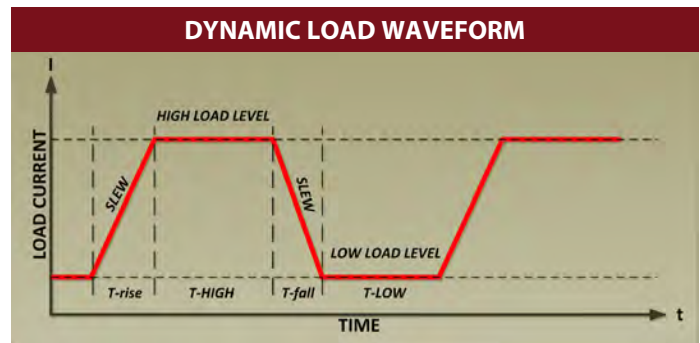 DYNAMIC LOAD WAVEFORM
I
HIGH LOAD LEVEL
LOAD CURRENT
SLEW
SLEW
LOW LOAD LEVEL
T-rise
T-HIGH
T-fall
T-LOW
t
TIME